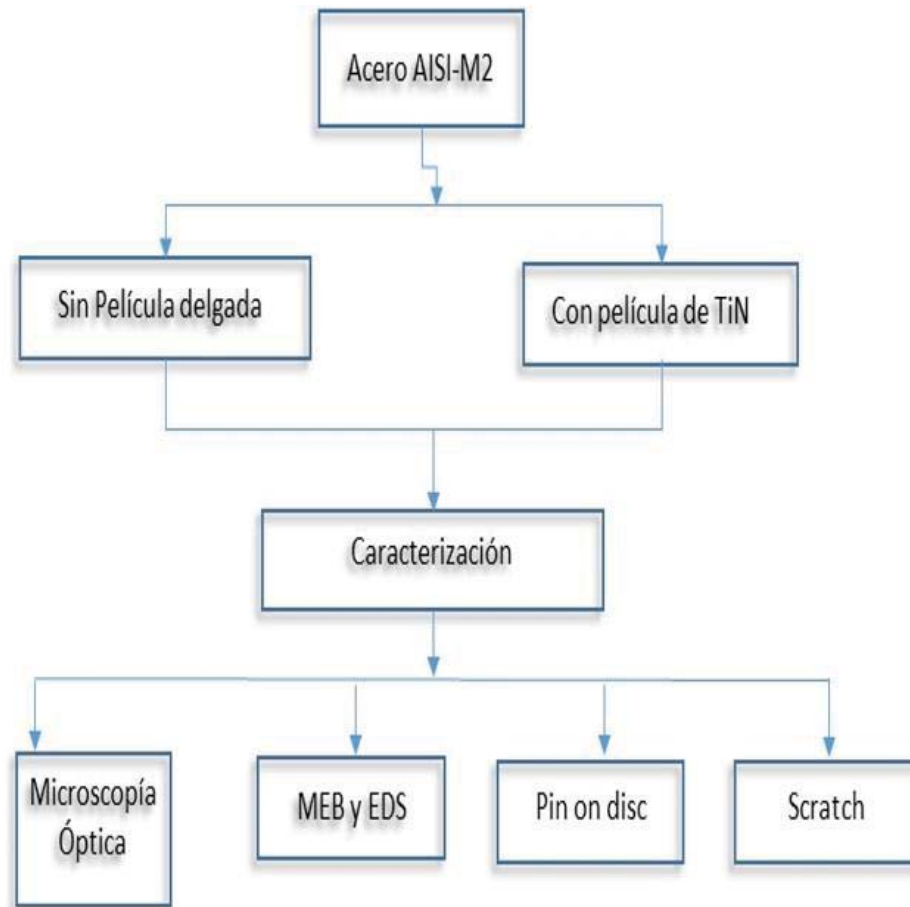 Acero AISI-M2
Sin Película delgada
Con película de TiN
Caracterización
Microscopía
Óptica
MEB y EDS
Pin on disc
Scratch